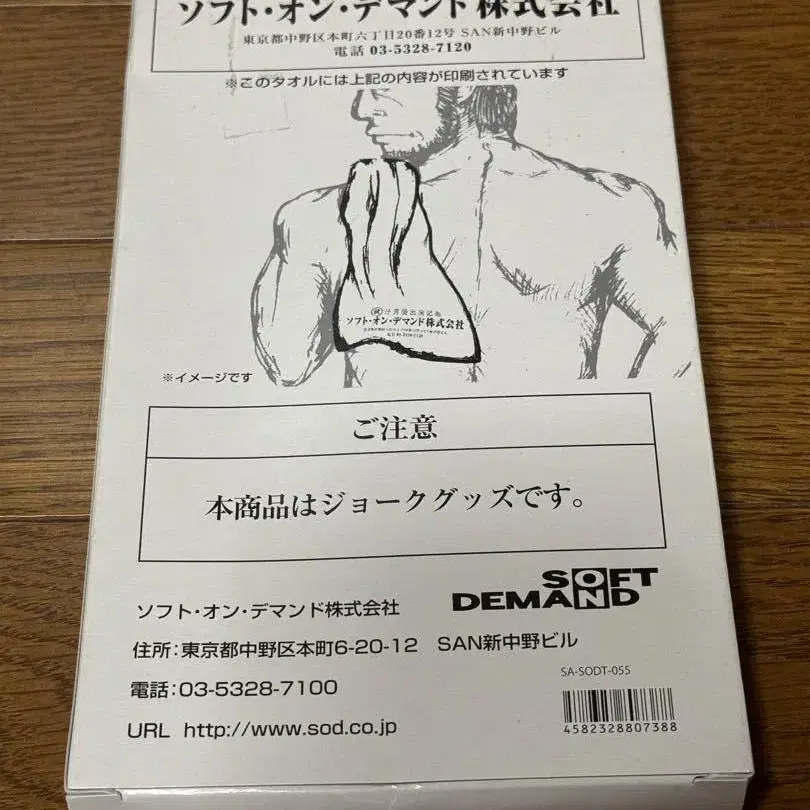 ソフト・オン・デマンド株式会社
東京都中野区本町六丁目20番12号 SAN新中野ビル
電話 03-5328-7120
※このタオルには上記の内容が印刷されています
汁男優出演記念
ソフト・オン・デマンド株式会社
※イメージです
ご注意
本商品はジョークグッズです。
ソフト・オン・デマンド株式会社
SOFT
DEMAND
住所:東京都中野区本町6-20-12 SAN新中野ビル
電話:03-5328-7100
URL http://www.sod.co.jp
SA-SODT-055
4582328807388